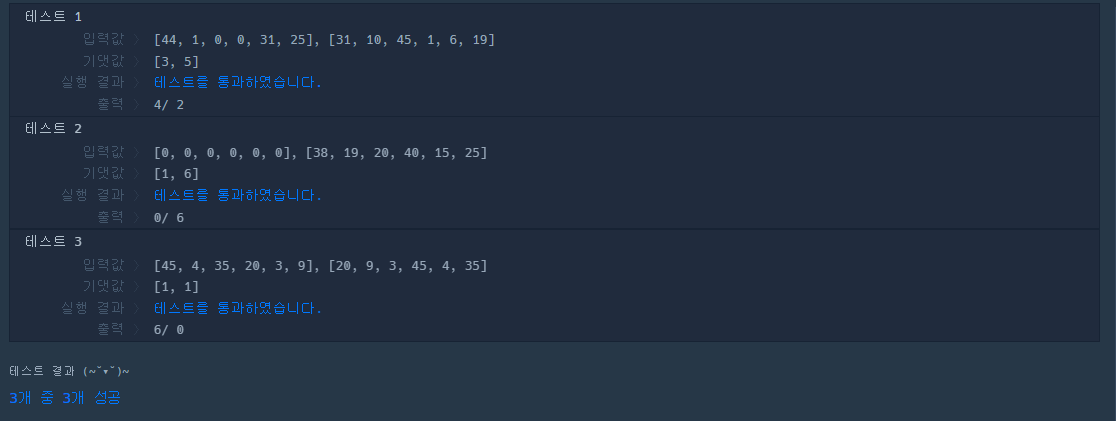 테스트 1
입력값 > [44, 1, 0, 0, 31, 25], [31, 10, 45, 1, 6, 19]
기댓값 > [3, 5]
실행 결과 > 테스트를 통과하였습니다.
출력 > 4/ 2
테스트 2
입력값 > [0, 0, 0, 0, 0, 0], [38, 19, 20, 40, 15, 25]
기댓값 > [1, 6]
실행 결과 > 테스트를 통과하였습니다.
출력 > 0/ 6
테스트 3
입력값 > [45, 4, 35, 20, 3, 9], [20, 9, 3, 45, 4, 35]
기댓값 > [1, 1]
실행 결과 > 테스트를 통과하였습니다.
출력 > 6/ 0
테스트 결과 (~˘▾˘)~
3개 중 3개 성공